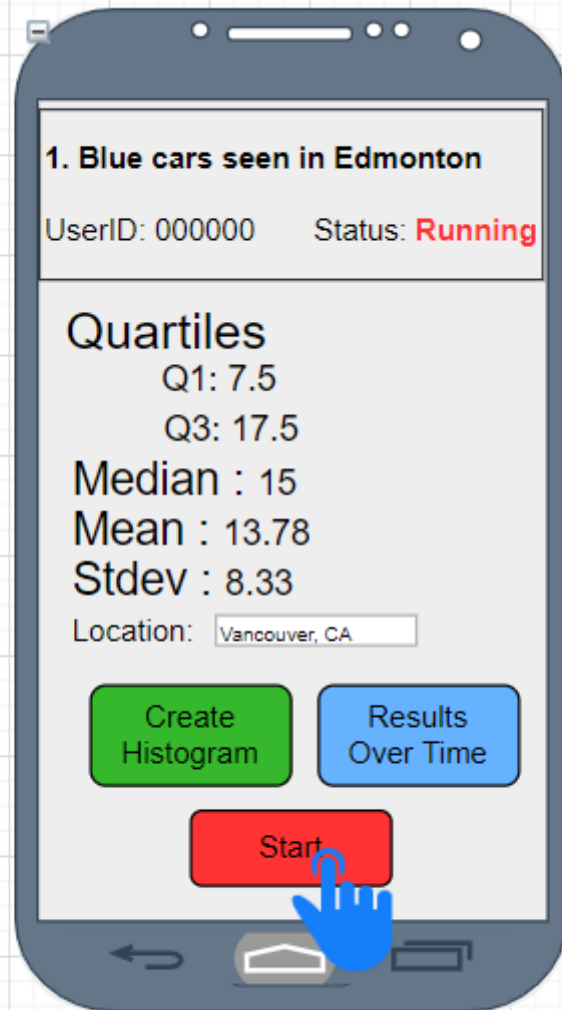 1. Blue cars seen in Edmonton
UserID: 000000 Status: Running
Quartiles
Q1: 7.5
Q3: 17.5
Median : 15
Mean : 13.78
Stdev : 8.33
Location: Vancouver, CA
Create Results
Histogram Over Time
Start